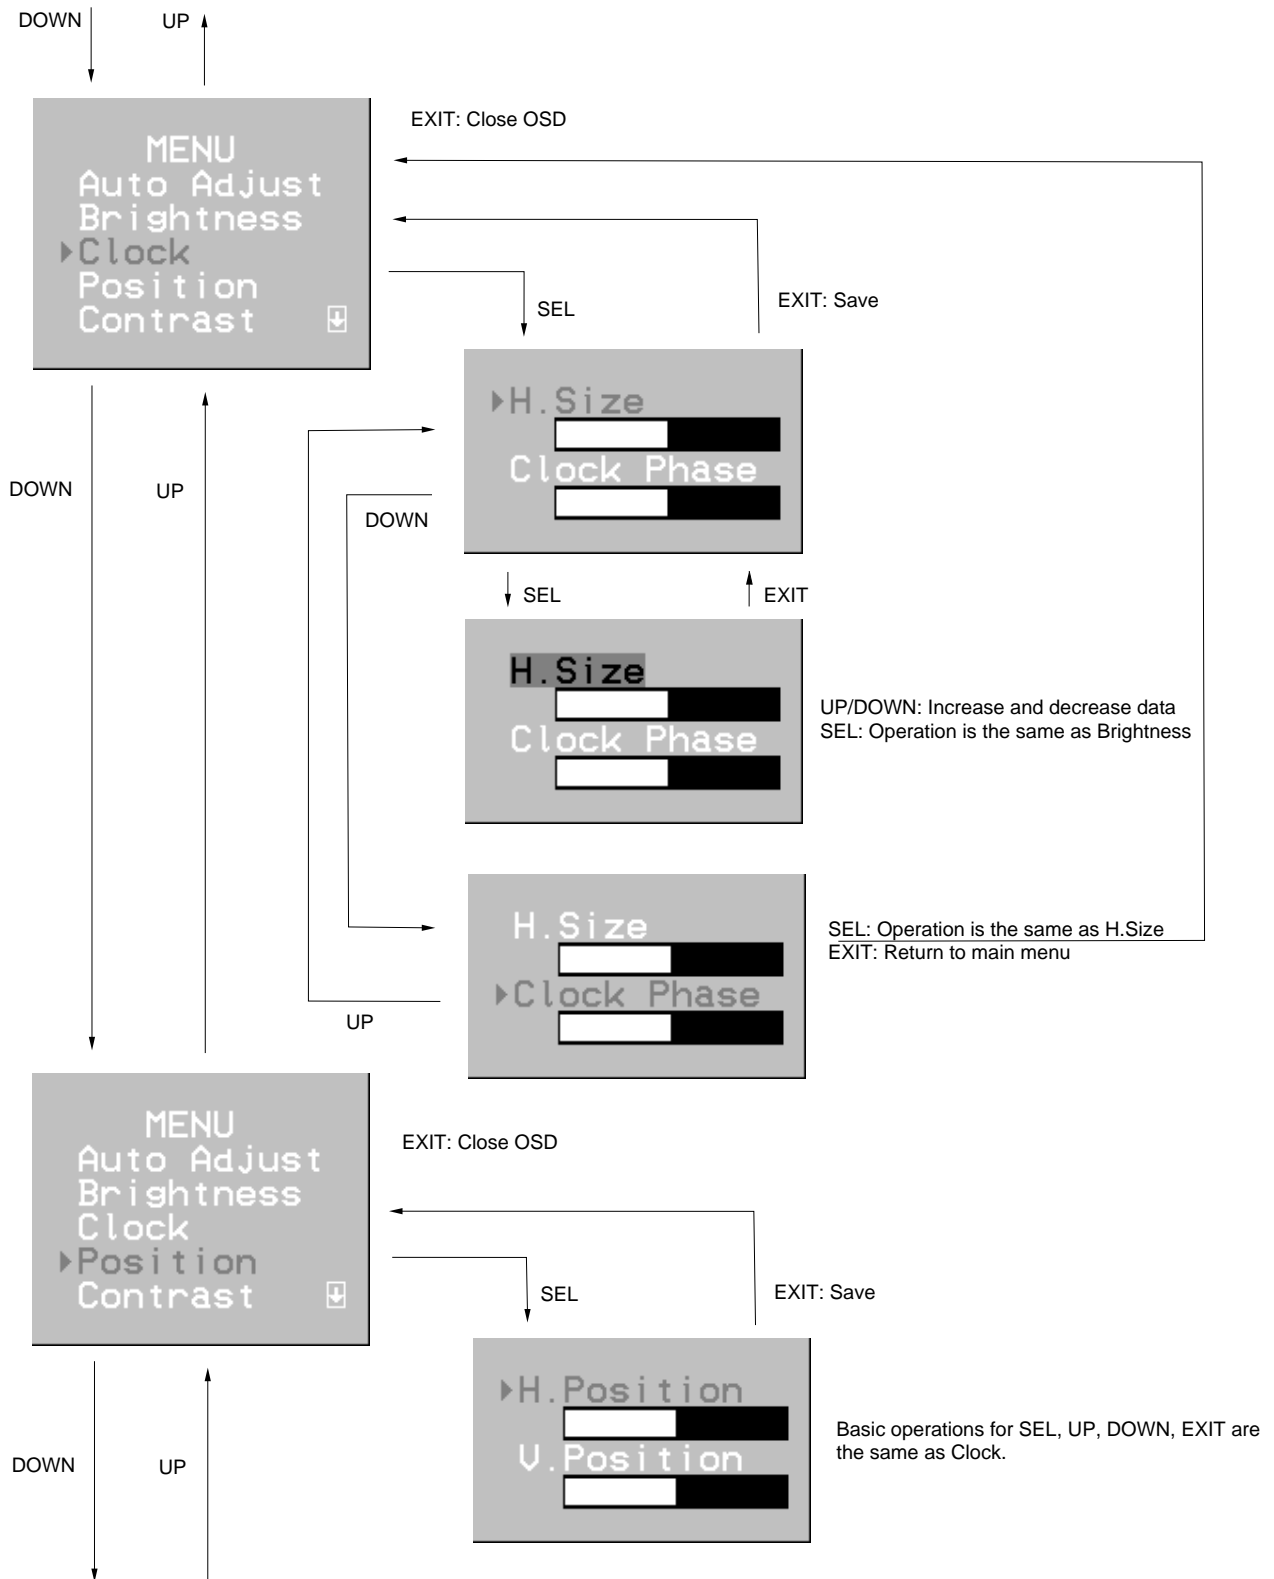 DOWN
UP
EXIT: Close OSD
MENU
Auto Adjust
Brightness
Clock
Position
Contrast
SEL
EXIT: Save
H.Size
Clock Phase
DOWN
UP
DOWN
SEL
EXIT
H.Size
Clock Phase
UP/DOWN: Increase and decrease data
SEL: Operation is the same as Brightness
H.Size
Clock Phase
SEL: Operation is the same as H.Size
EXIT: Return to main menu
UP
MENU
Auto Adjust
Brightness
Clock
Position
Contrast
EXIT: Close OSD
SEL
EXIT: Save
H.Position
V.Position
Basic operations for SEL, UP, DOWN, EXIT are
the same as Clock.
DOWN
UP